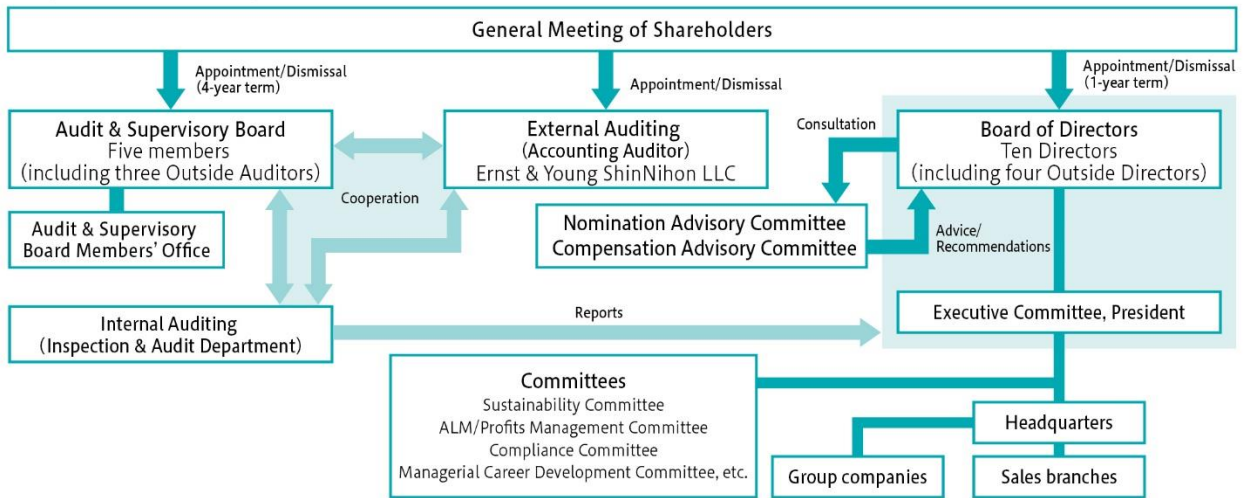 General Meeting of Shareholders
Appointment/Dismissal
(4-year term)
Appointment/Dismissal
Appointment/Dismissal
(1-year term)
Audit & Supervisory Board
Five members
(including three Outside Auditors)
External Auditing
(Accounting Auditor)
Ernst & Young ShinNihon LLC
Consultation
Board of Directors
Ten Directors
(including four Outside Directors)
Cooperation
Audit & Supervisory
Board Members' Office
Nomination Advisory Committee
Compensation Advisory Committee
Advice/
Recommendations
Internal Auditing
(Inspection & Audit Department)
Reports
Executive Committee, President
Committees
Sustainability Committee
ALM/Profits Management Committee
Compliance Committee
Managerial Career Development Committee, etc.
Headquarters
Group companies
Sales branches